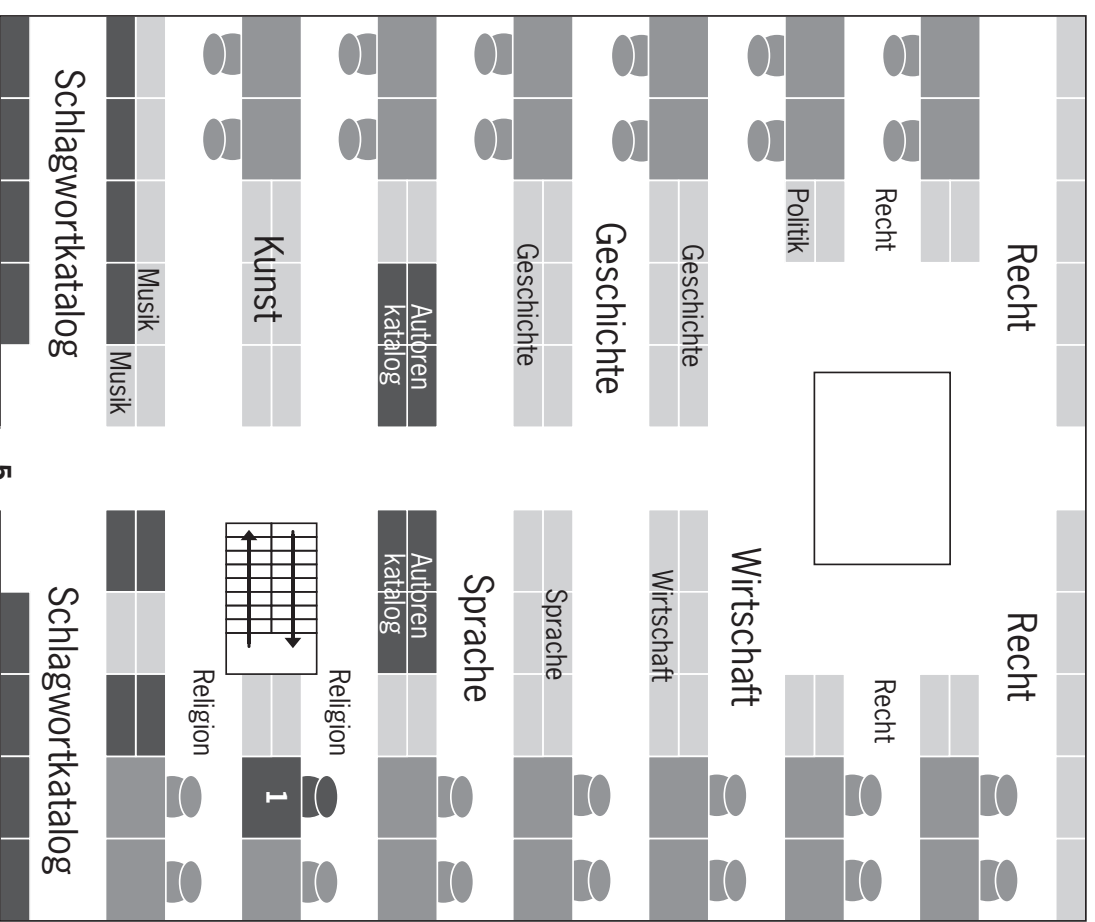 Recht
Recht
Recht
Recht
Politik
Wirtschaft
Geschichte
Wirtschaft
Geschichte
Sprache
Geschichte
Sprache
Autoren
katalog
Autoren
katalog
Religion
Kunst
1
Religion
Musik
Musik
Schlagwortkatalog
Schlagwortkatalog
5